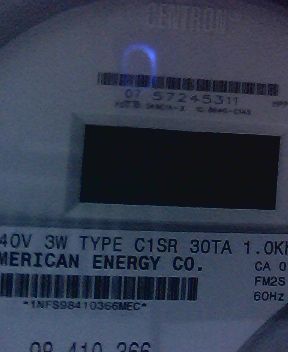 CENTRON
07 57245311
40V 3W TYPE C1SR 30TA 1.0K
MERICAN ENERGY CO.
CA 0
FM2S
60Hz
*1NFS98410366MEC*
98 410 366